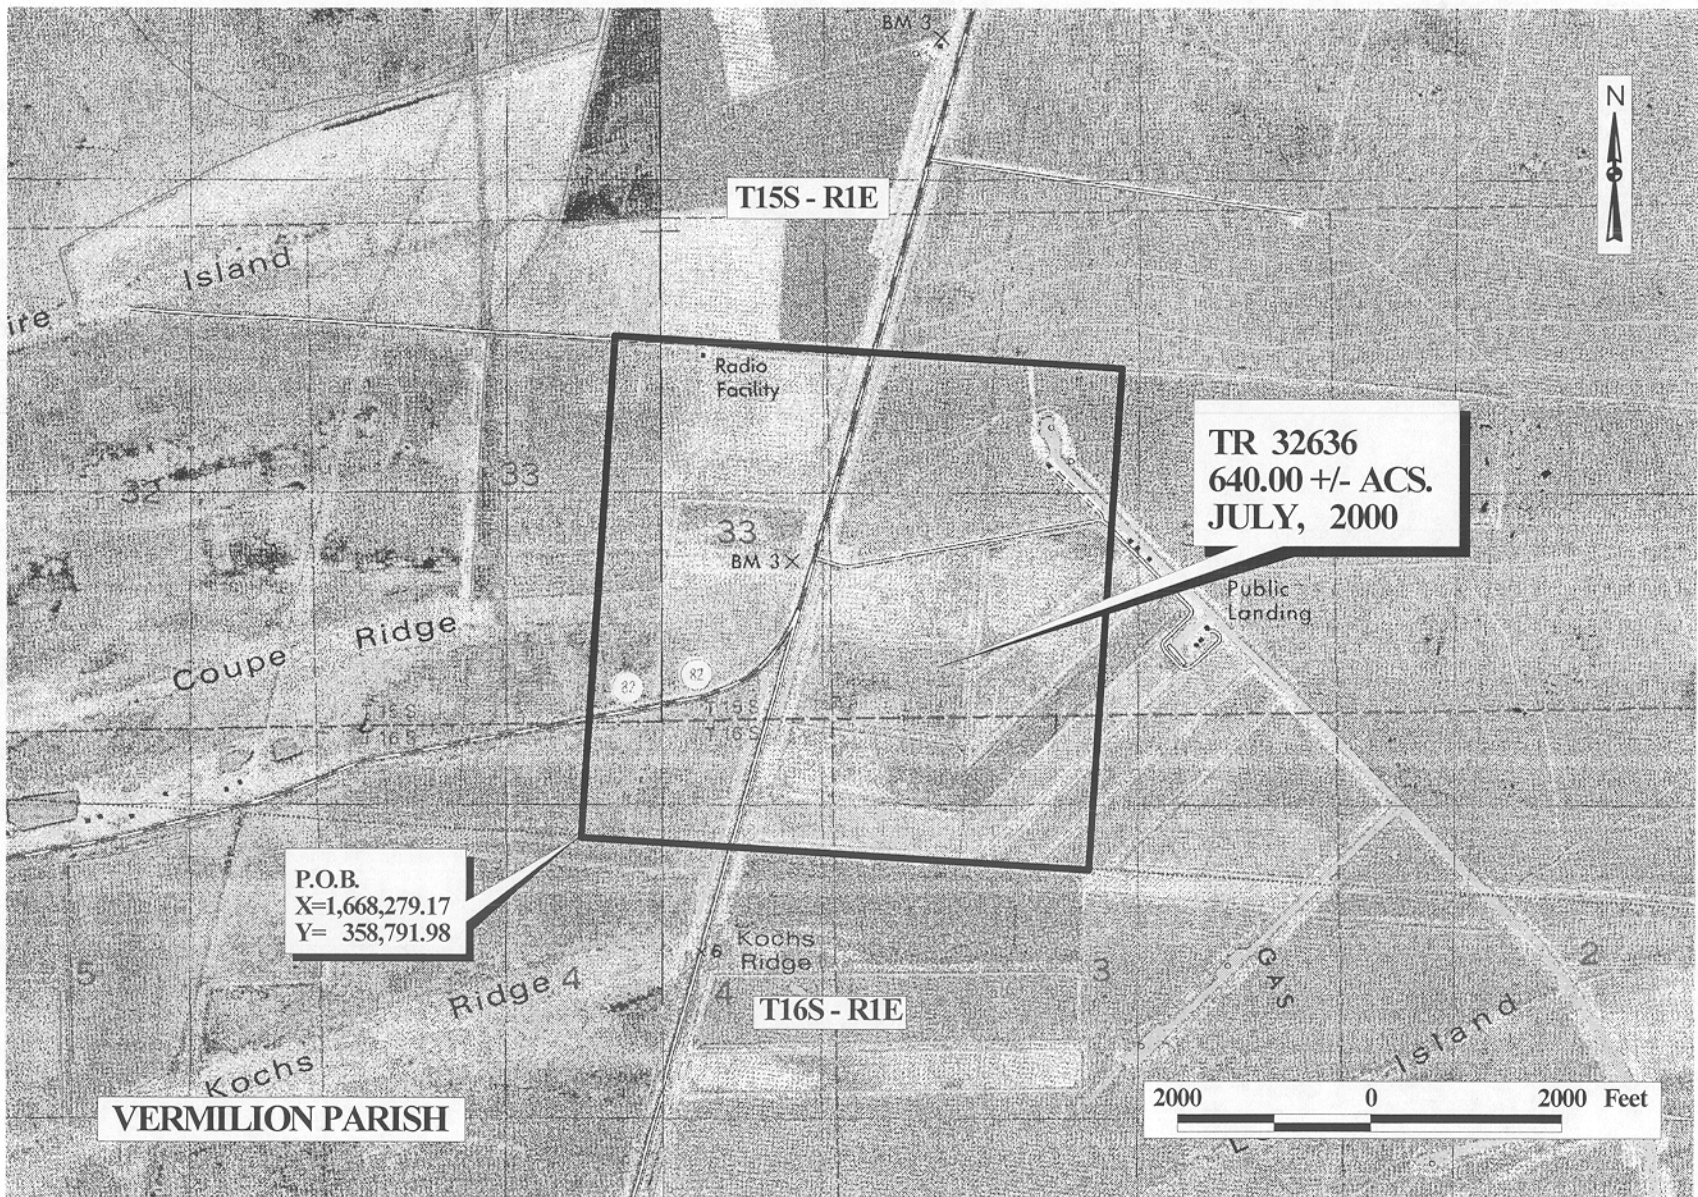 BM 3
N
T15S - R1E
Island
ire
Radio
Facility
TR 32636
640.00 +/- ACS.
JULY, 2000
32
33
33
BM 3
Public
Landing
Coupe Ridge
82
82
T 15 S
T 16 S
T 15 S
T 16 S
P.O.B.
X=1,668,279.17
Y= 358,791.98
6
Kochs
Ridge
5
Ridge 4
4
3
2
GAS
T16S - R1E
Island
Kochs
VERMILION PARISH
2000 0 2000 Feet